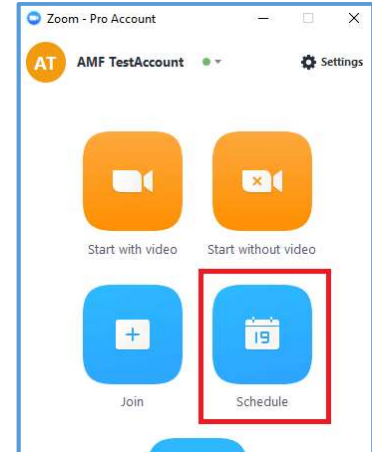 Zoom - Pro Account
AT AMF TestAccount Settings
Start with video Start without video
19
Join Schedule